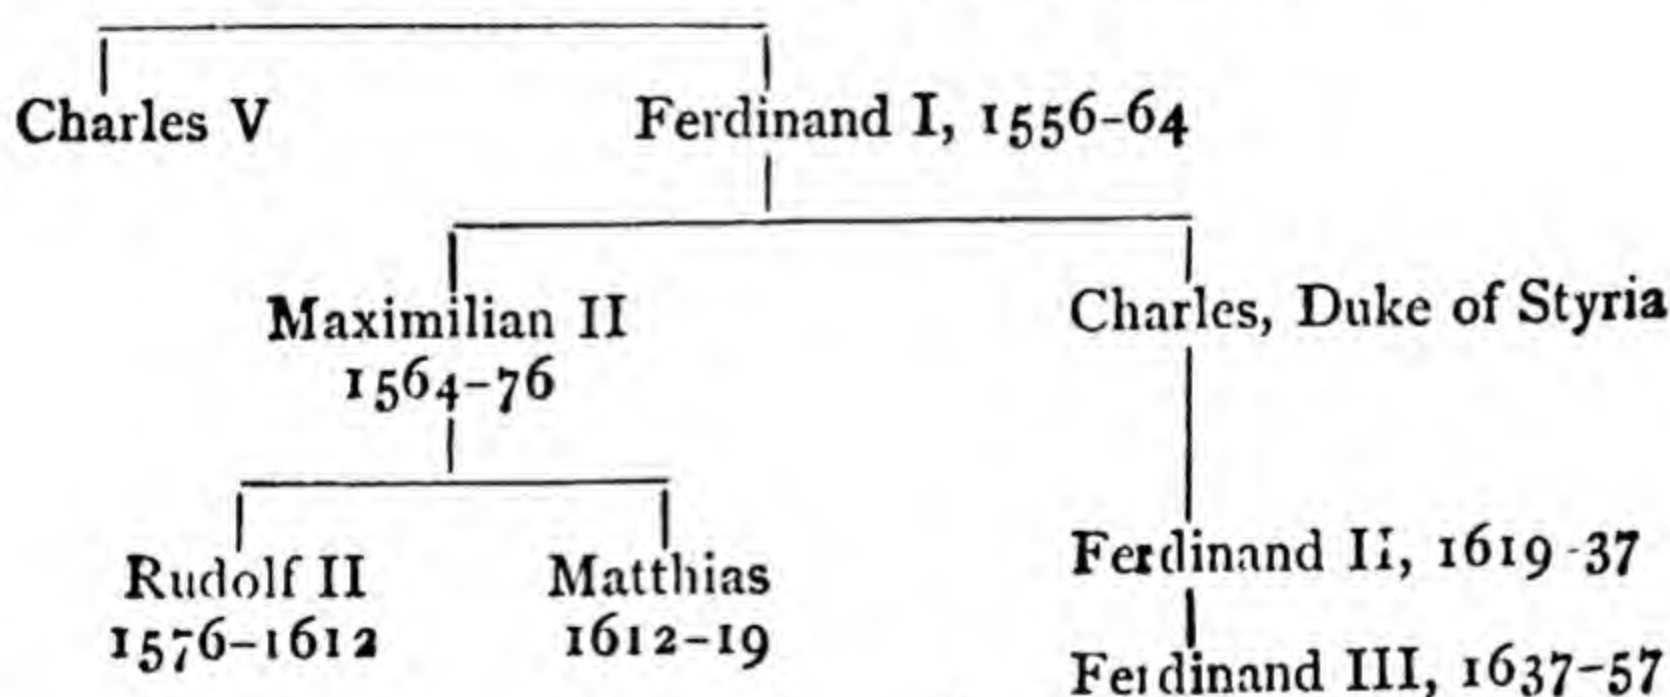 Charles V
Ferdinand I, 1556-64
Maximilian II
1564-76
Charles, Duke of Styria
Rudolf II
1576-1612
Matthias
1612-19
Ferdinand II, 1619-37
Ferdinand III, 1637-57